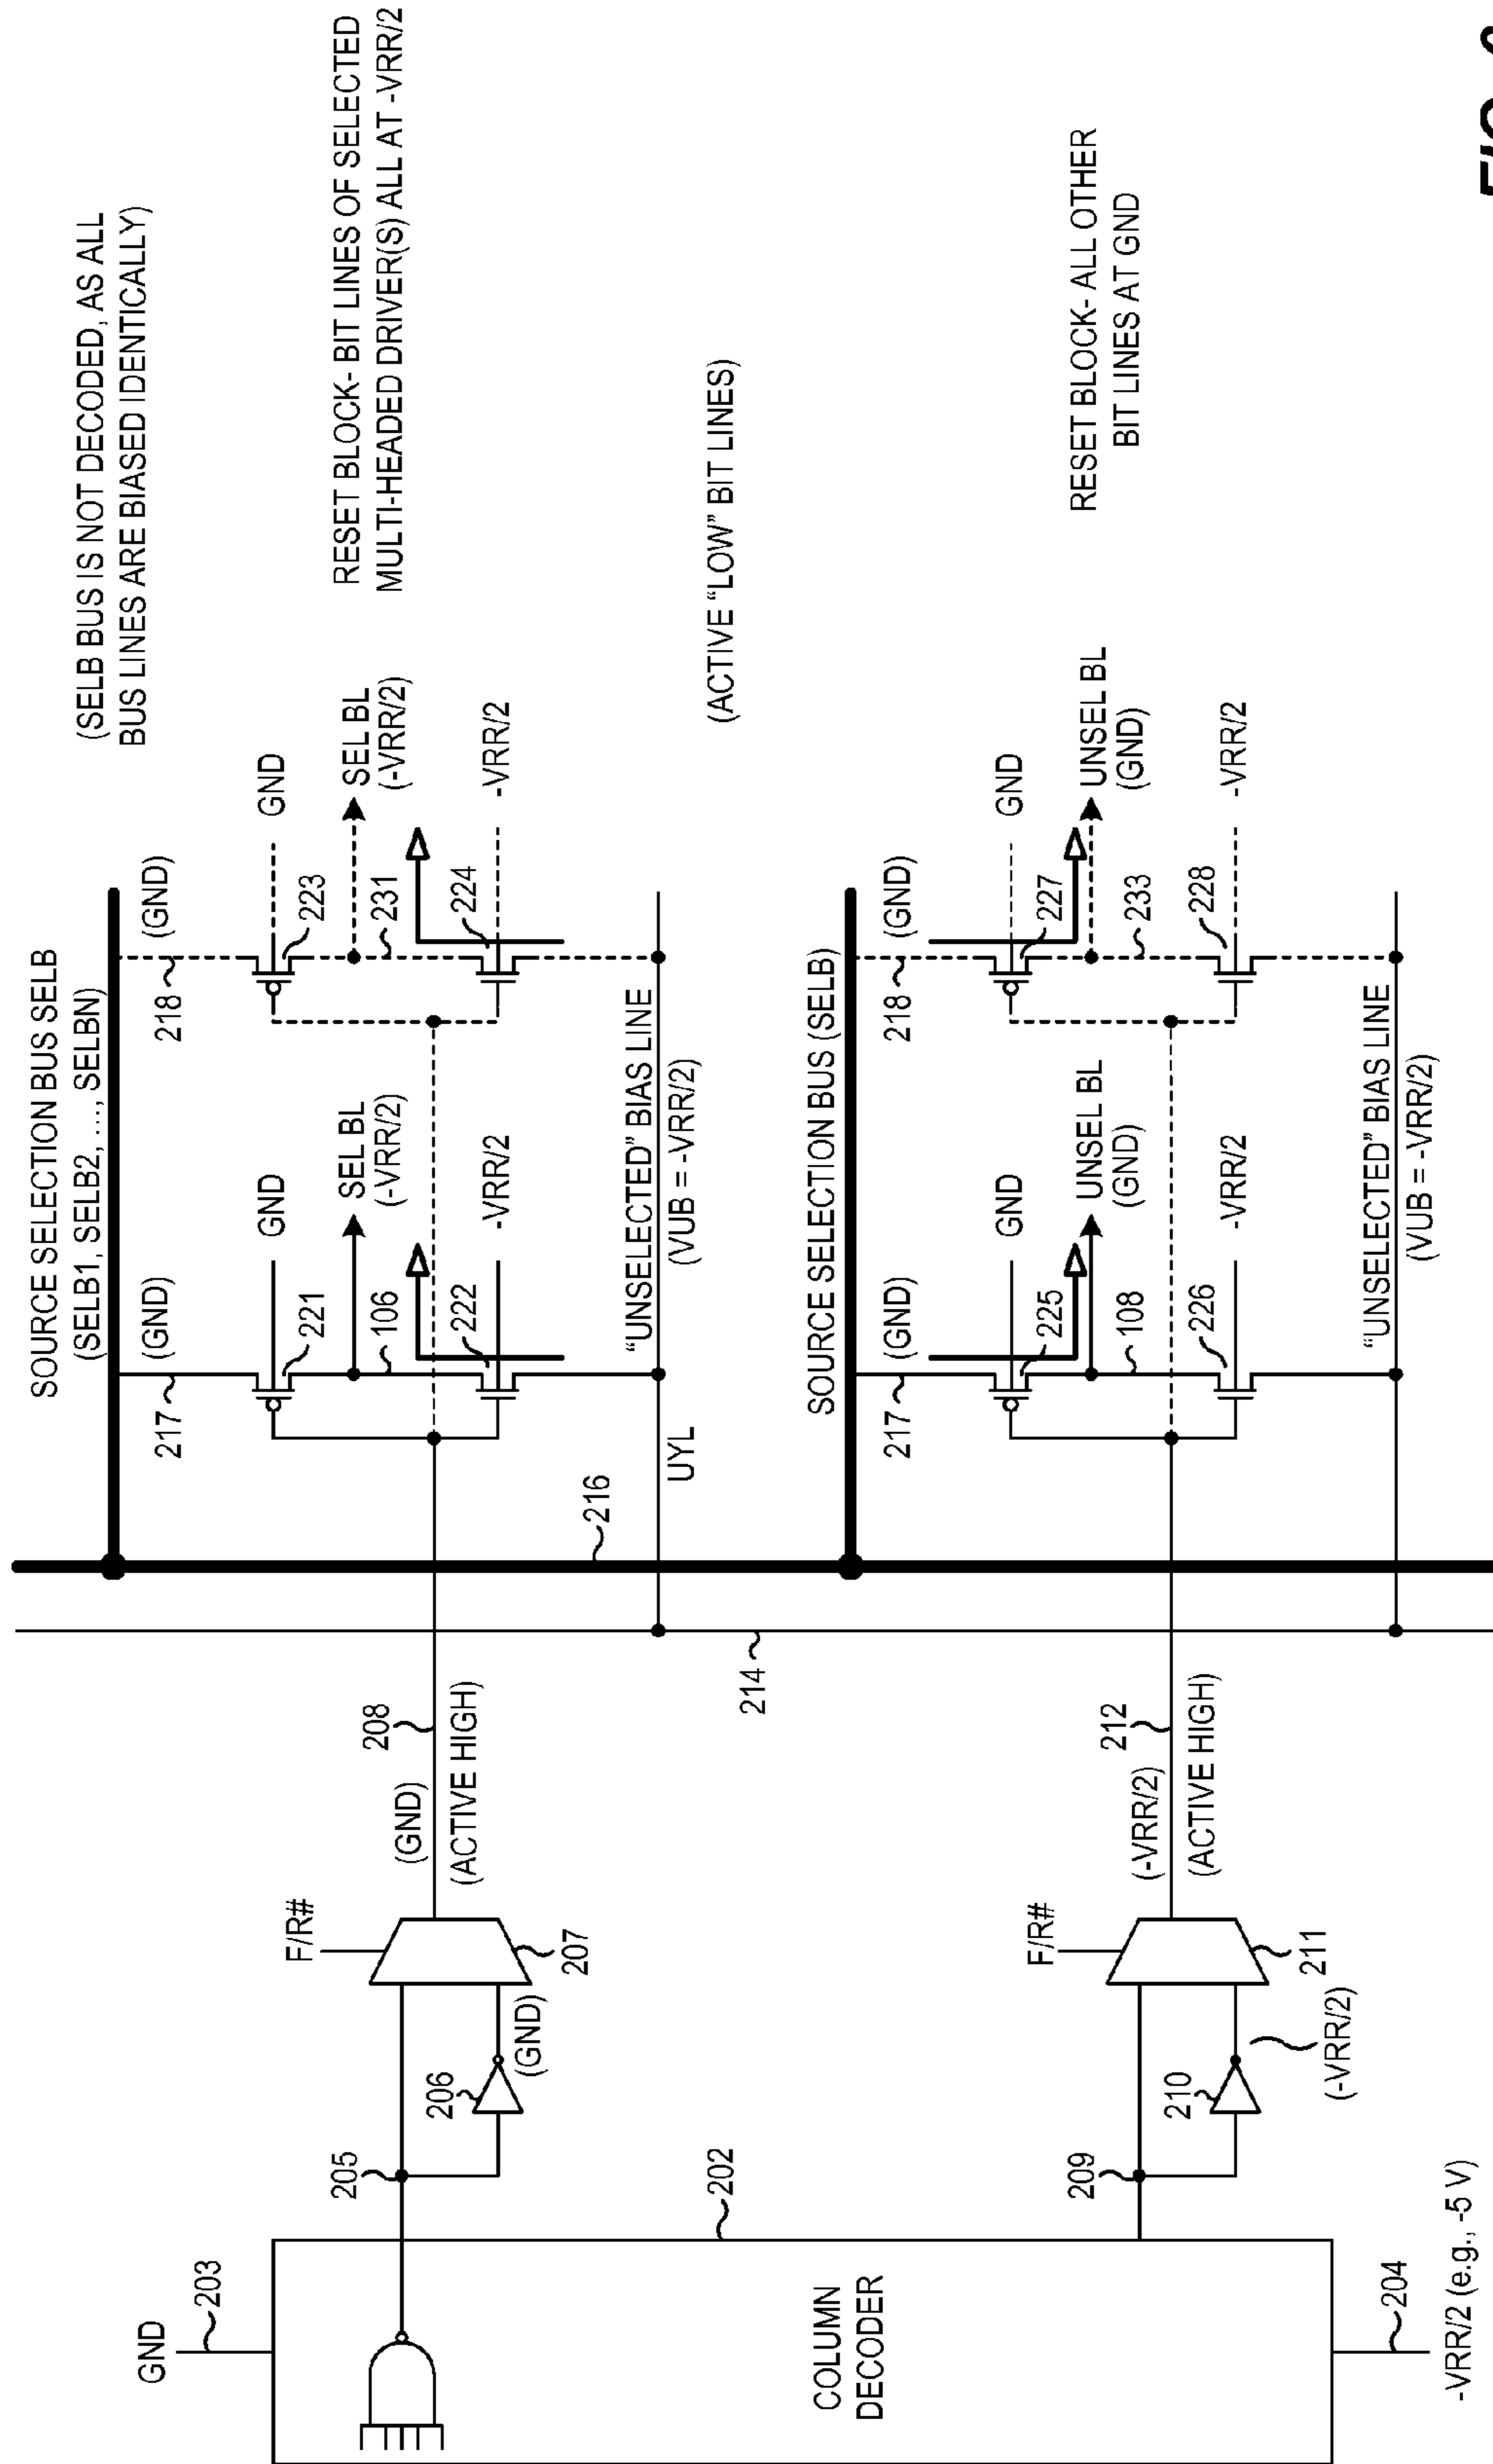 SOURCE SELECTION BUS SELB
(SELB1, SELB2, ..., SELBN)
(SELB BUS IS NOT DECODED, AS ALL
BUS LINES ARE BIASED IDENTICALLY)
GND
203
205
206
(GND)
F/R#
207
(GND)
208
(ACTIVE HIGH)
217
(GND)
221
GND
SEL BL
(-VRR/2)
106
222
-VRR/2
218
(GND)
223
GND
SEL BL
(-VRR/2)
231
224
-VRR/2
RESET BLOCK- BIT LINES OF SELECTED
MULTI-HEADED DRIVER(S) ALL AT -VRR/2
216
UYL
"UNSELECTED" BIAS LINE
(VUB = -VRR/2)
(ACTIVE "LOW" BIT LINES)
202
COLUMN
DECODER
214
SOURCE SELECTION BUS (SELB)
209
210
(-VRR/2)
F/R#
211
(-VRR/2)
212
(ACTIVE HIGH)
217
(GND)
225
GND
UNSEL BL
(GND)
108
226
-VRR/2
218
(GND)
227
GND
UNSEL BL
(GND)
233
228
-VRR/2
RESET BLOCK- ALL OTHER
BIT LINES AT GND
"UNSELECTED" BIAS LINE
(VUB = -VRR/2)
204
-VRR/2 (e.g., -5 V)
FIG.